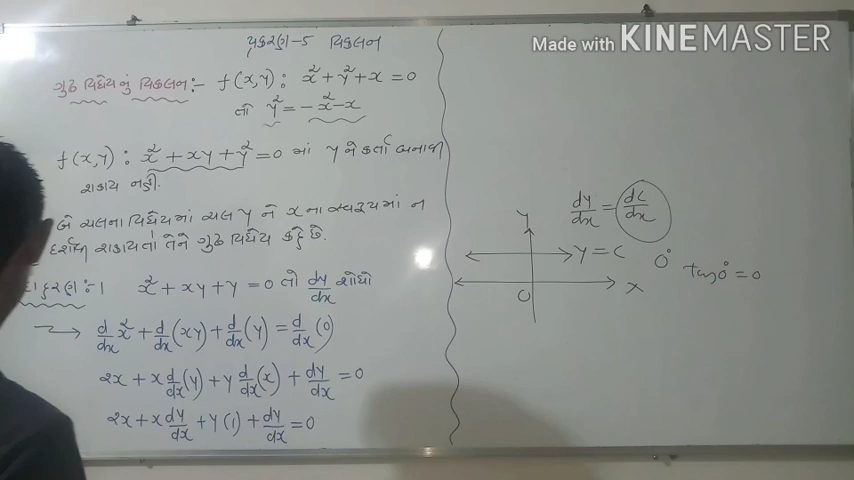 પ્રકરણ-5 વિકલન
ગુઢ વિધેયનું વિકલન :- f(x,y) : x² + y² + x = 0
તો y² = -x² - x
f(x,y) : x² + xy + y² = 0 માં y ને કર્તા બનાવી
શકાય નહી.
બે ચલના વિધેયમાં ચલ y ને x ના સ્વરૂપમાં ન
દર્શાવી શકાય તો તેને ગુઢ વિધેય કહે છે.
દાહરણ :- 1 x² + xy + y = 0 તો dy/dx શોધો
→ d/dx x² + d/dx (xy) + d/dx (y) = d/dx (0)
2x + x d/dx (y) + y d/dx (x) + dy/dx = 0
2x + x dy/dx + y(1) + dy/dx = 0
Made with KINEMASTER
dy/dx = dc/dx
y
y = c
0° tan 0° = 0
O x